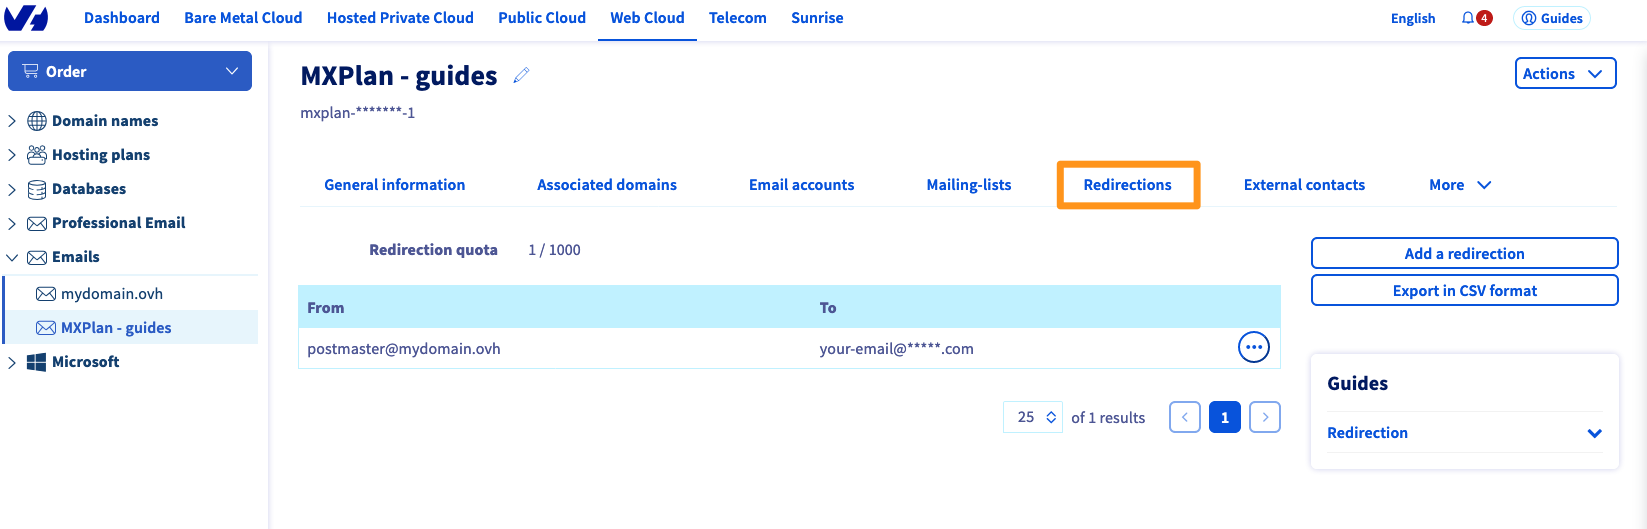 Dashboard Bare Metal Cloud Hosted Private Cloud Public Cloud Web Cloud Telecom Sunrise English 4 Guides
Order
Domain names
Hosting plans
Databases
Professional Email
Emails
mydomain.ovh
MXPlan - guides
Microsoft
MXPlan - guides
Actions
mxplan-*******-1
General information Associated domains Email accounts Mailing-lists Redirections External contacts More
Redirection quota 1 / 1000
From To
postmaster@mydomain.ovh your-email@*****.com
25 of 1 results 1
Add a redirection
Export in CSV format
Guides
Redirection